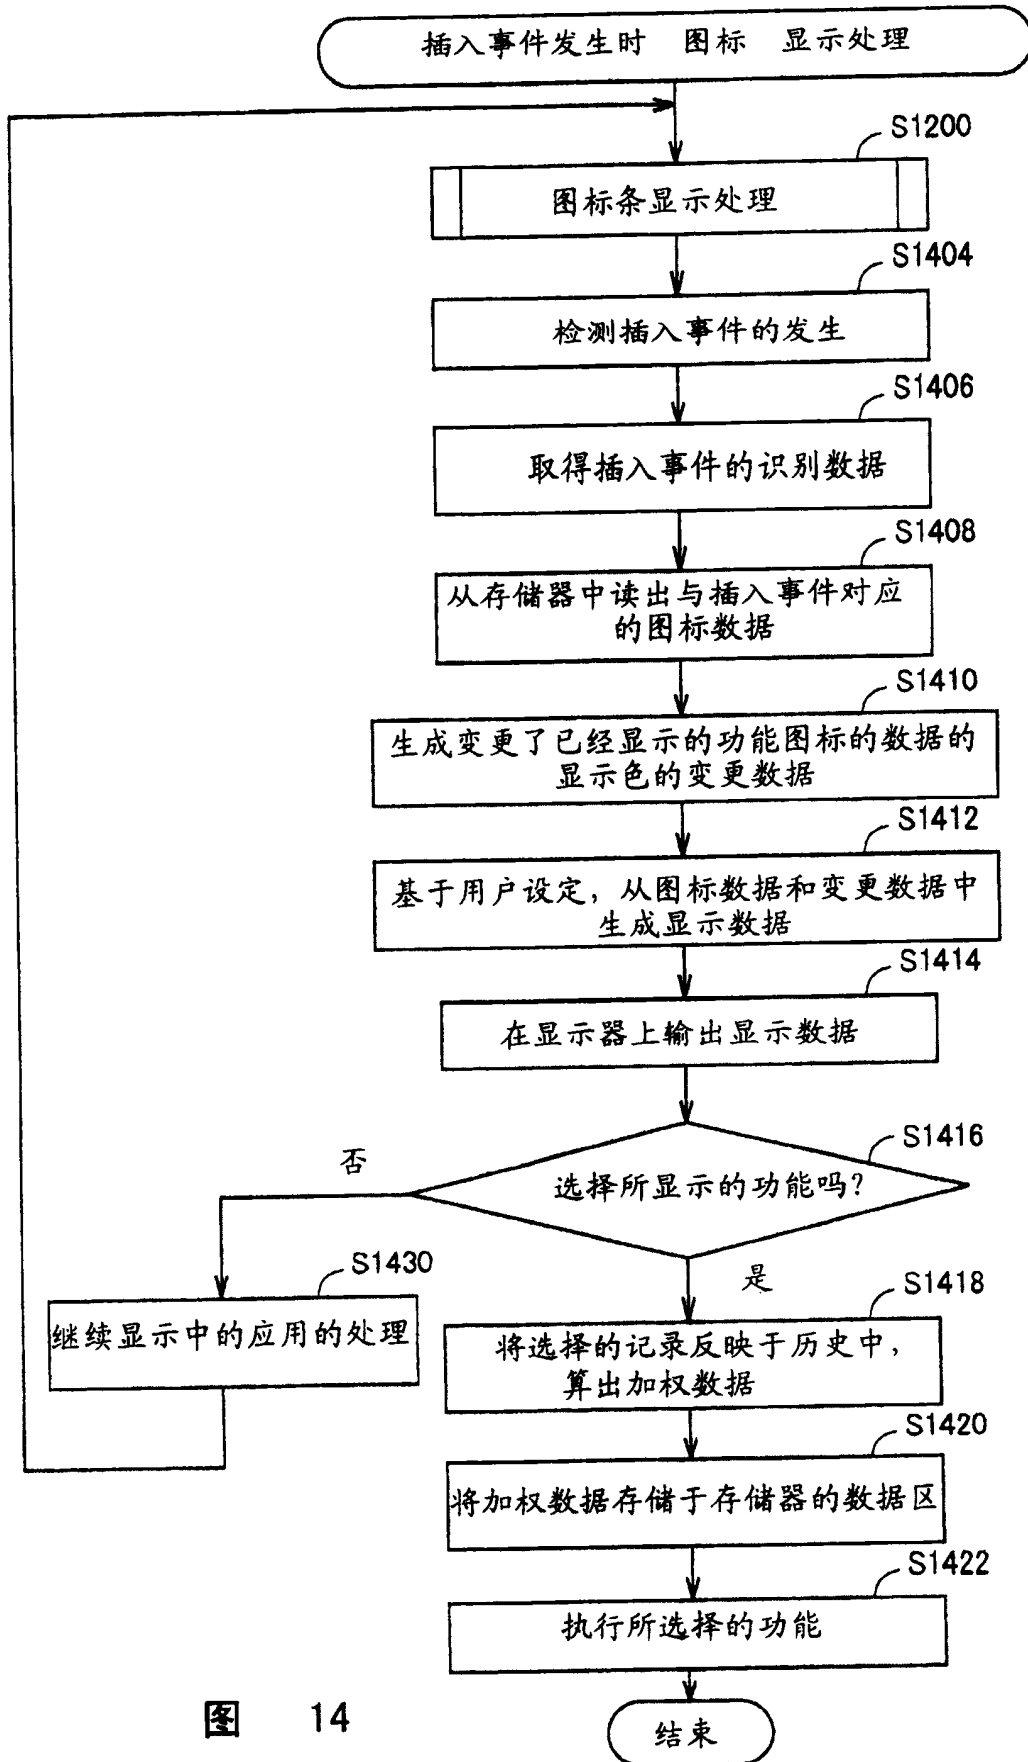 插入事件发生时 图标 显示处理
S1200
图标条显示处理
S1404
检测插入事件的发生
S1406
取得插入事件的识别数据
S1408
从存储器中读出与插入事件对应
的图标数据
S1410
生成变更了已经显示的功能图标的数据的
显示色的变更数据
S1412
基于用户设定,从图标数据和变更数据中
生成显示数据
S1414
在显示器上输出显示数据
S1416
否
选择所显示的功能吗?
是
S1430
继续显示中的应用的处理
S1418
将选择的记录反映于历史中,
算出加权数据
S1420
将加权数据存储于存储器的数据区
S1422
执行所选择的功能
结束
图 14